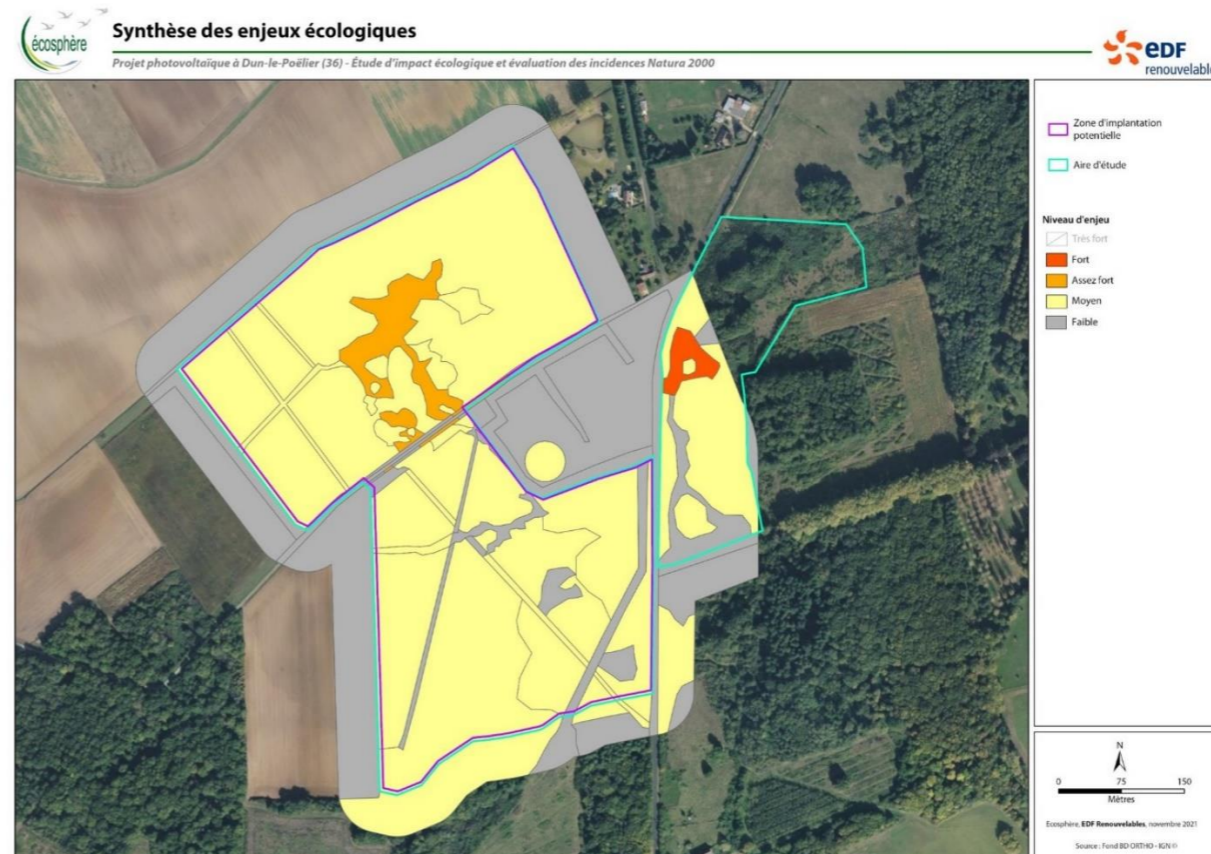 écosphère
Synthèse des enjeux écologiques
Projet photovoltaïque à Dun-le-Poëlier (36) - Étude d'impact écologique et évaluation des incidences Natura 2000
edf
renouvelable
Zone d'implantation
potentielle
Aire d'étude
Niveau d'enjeu
Très fort
Fort
Assez fort
Moyen
Faible
N
0 75 150
Mètres
Ecosphère, EDF Renouvelables, novembre 2021
Source : Fond BD ORTHO - IGN ©